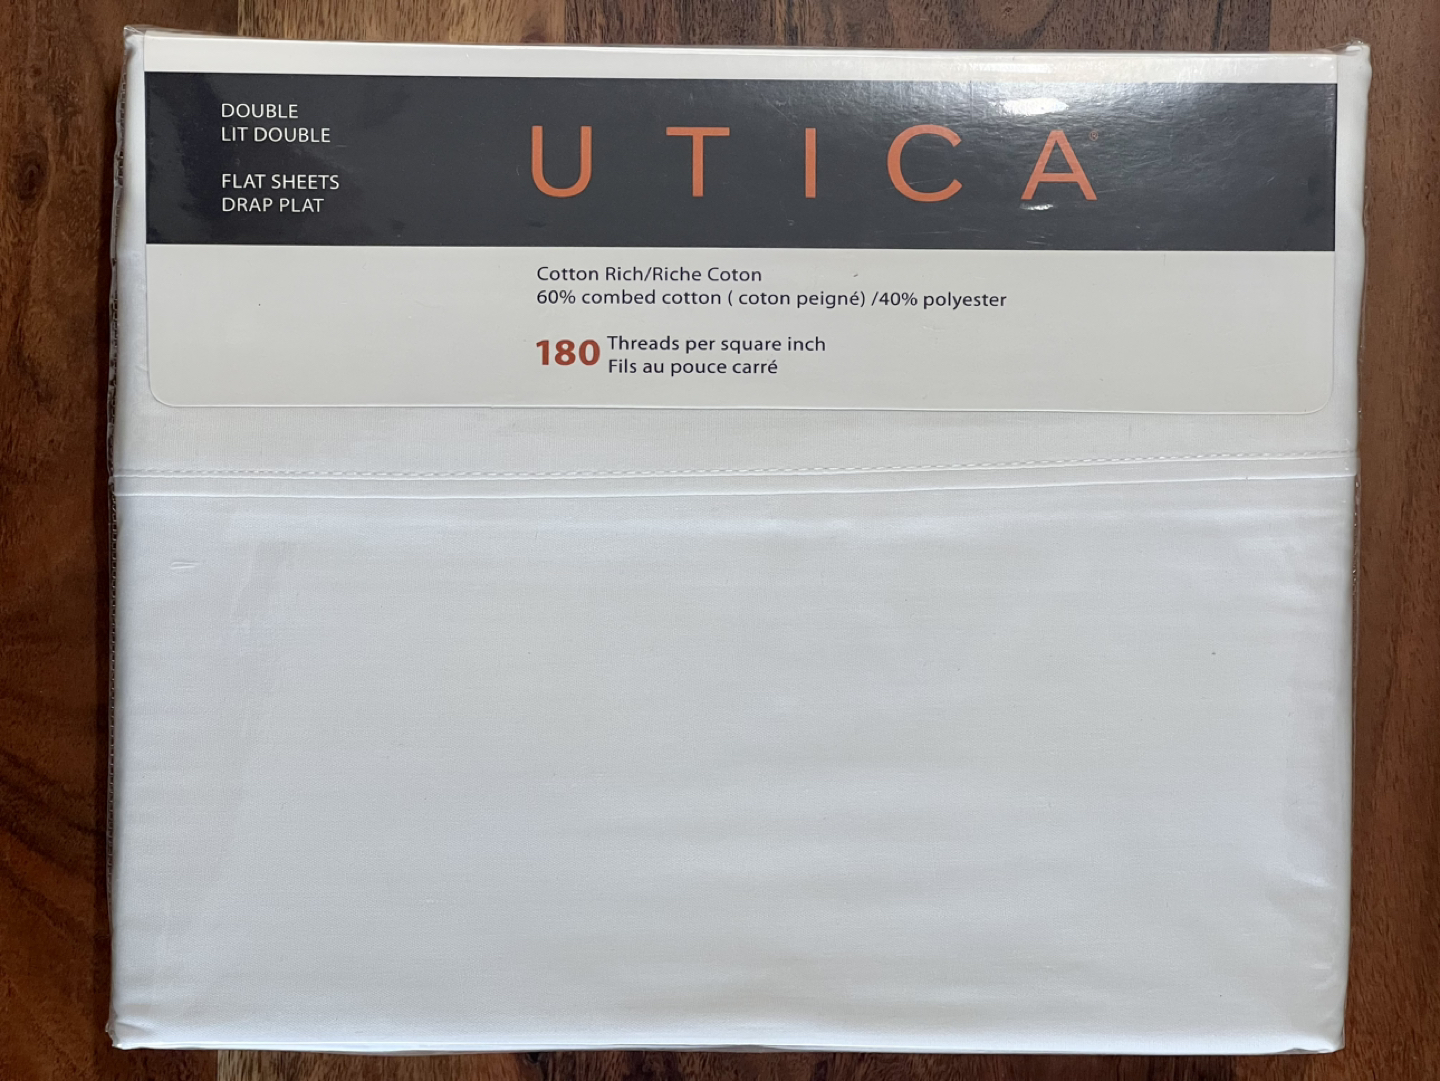 DOUBLE
LIT DOUBLE
FLAT SHEETS
DRAP PLAT
UTICA®
Cotton Rich/Riche Coton
60% combed cotton ( coton peigné) /40% polyester
180 Threads per square inch
Fils au pouce carré